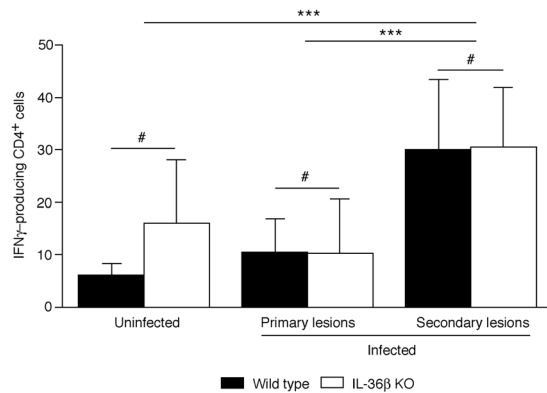 ***
***
50
40
30
20
10
0
IFNγ–producing CD4⁺ cells
#
#
#
Uninfected
Primary lesions
Secondary lesions
Infected
Wild type
IL-36β KO